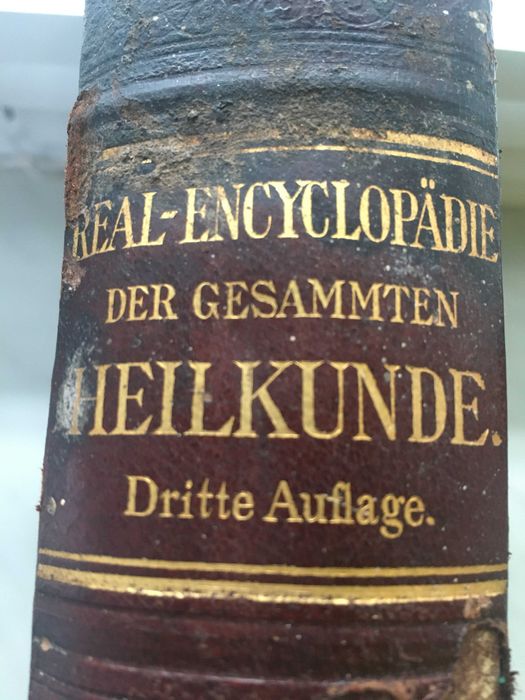 REAL-ENCYCLOPÄDIE
DER GESAMMTEN
HEILKUNDE.
Dritte Auflage.